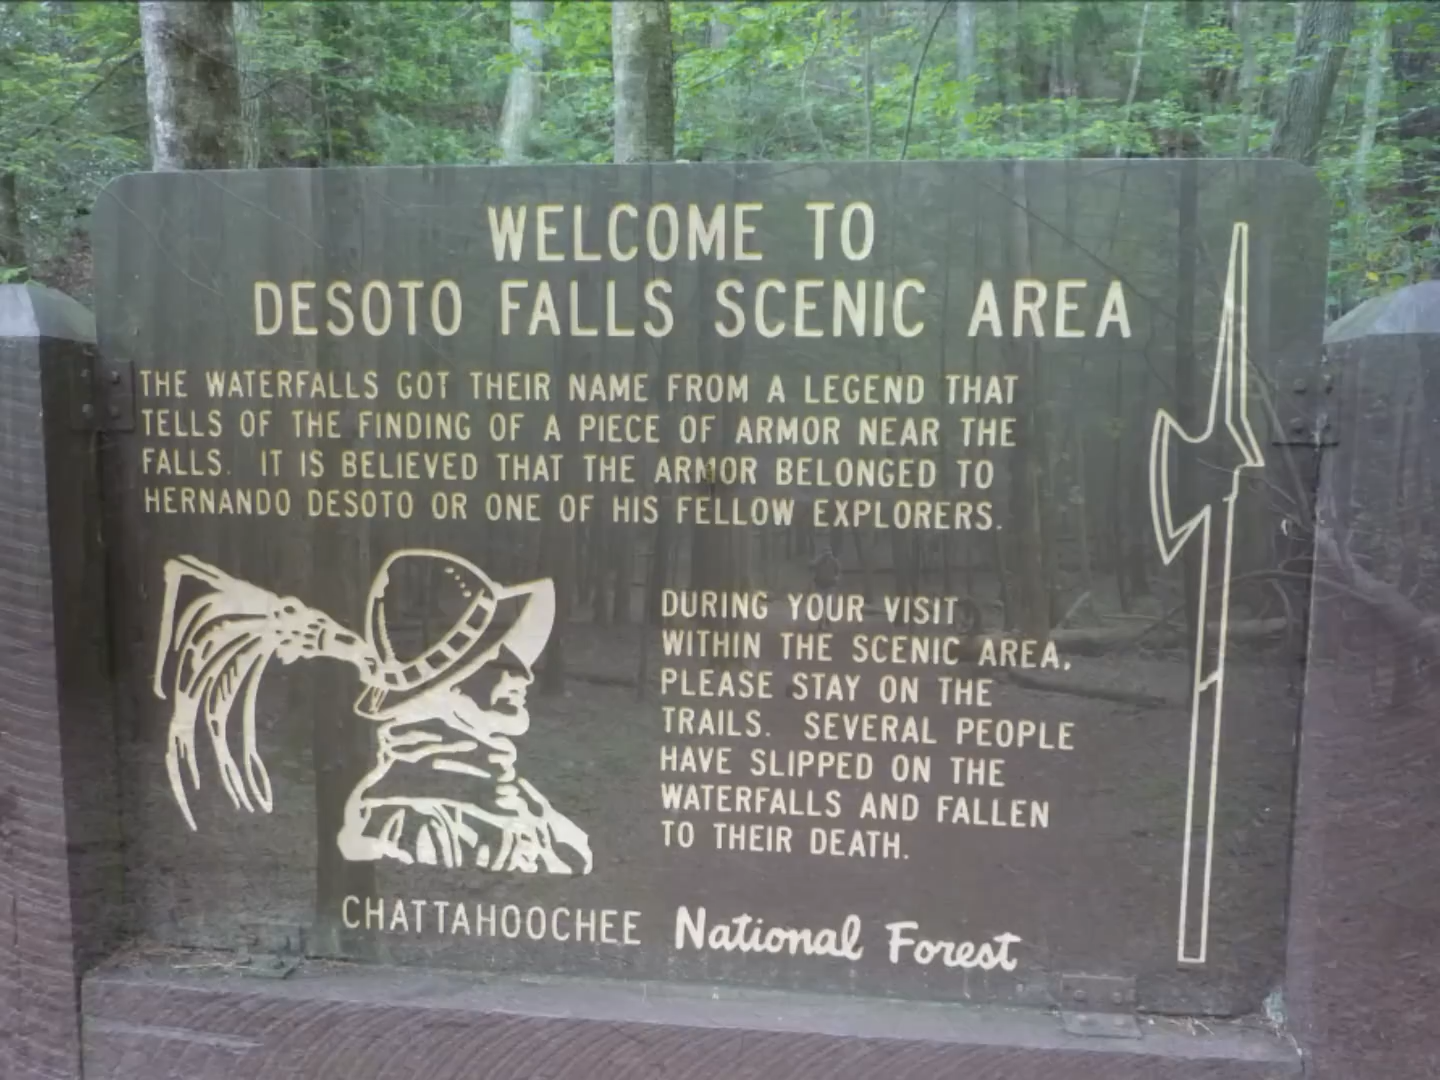 WELCOME TO
DESOTO FALLS SCENIC AREA
THE WATERFALLS GOT THEIR NAME FROM A LEGEND THAT
TELLS OF THE FINDING OF A PIECE OF ARMOR NEAR THE
FALLS. IT IS BELIEVED THAT THE ARMOR BELONGED TO
HERNANDO DESOTO OR ONE OF HIS FELLOW EXPLORERS.
DURING YOUR VISIT
WITHIN THE SCENIC AREA,
PLEASE STAY ON THE
TRAILS. SEVERAL PEOPLE
HAVE SLIPPED ON THE
WATERFALLS AND FALLEN
TO THEIR DEATH.
CHATTAHOOCHEE National Forest